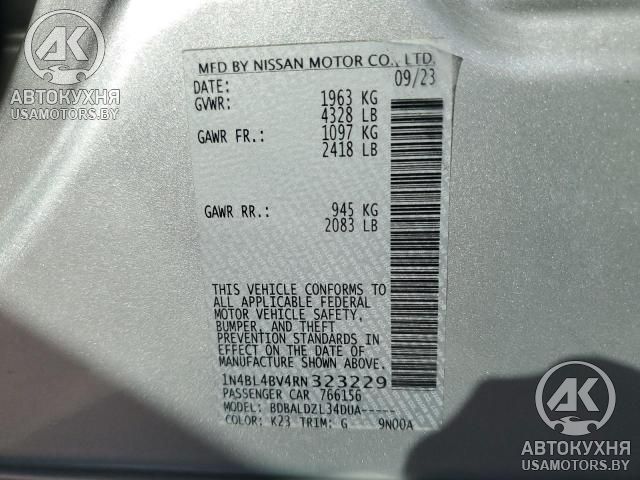 1K
АВТОКУХНЯ
USAMOTORS.BY
MFD BY NISSAN MOTOR CO., LTD.
DATE: 09/23
GVWR: 1963 KG
4328 LB
GAWR FR.: 1097 KG
2418 LB
GAWR RR.: 945 KG
2083 LB
THIS VEHICLE CONFORMS TO
ALL APPLICABLE FEDERAL
MOTOR VEHICLE SAFETY,
BUMPER, AND THEFT
PREVENTION STANDARDS IN
EFFECT ON THE DATE OF
MANUFACTURE SHOWN ABOVE.
1N4BL4BV4RN323229
PASSENGER CAR 766156
MODEL: BDBALDZL34DUA-----
COLOR: K23 TRIM: G 9N00A
1K
АВТОКУХНЯ
USAMOTORS.BY